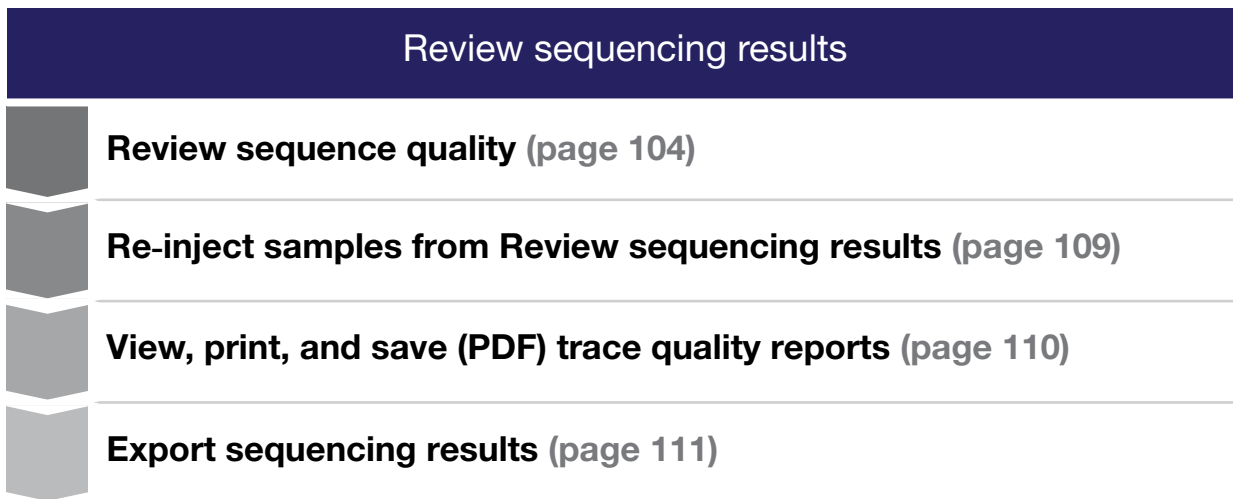 Review sequencing results
Review sequence quality (page 104)
Re-inject samples from Review sequencing results (page 109)
View, print, and save (PDF) trace quality reports (page 110)
Export sequencing results (page 111)